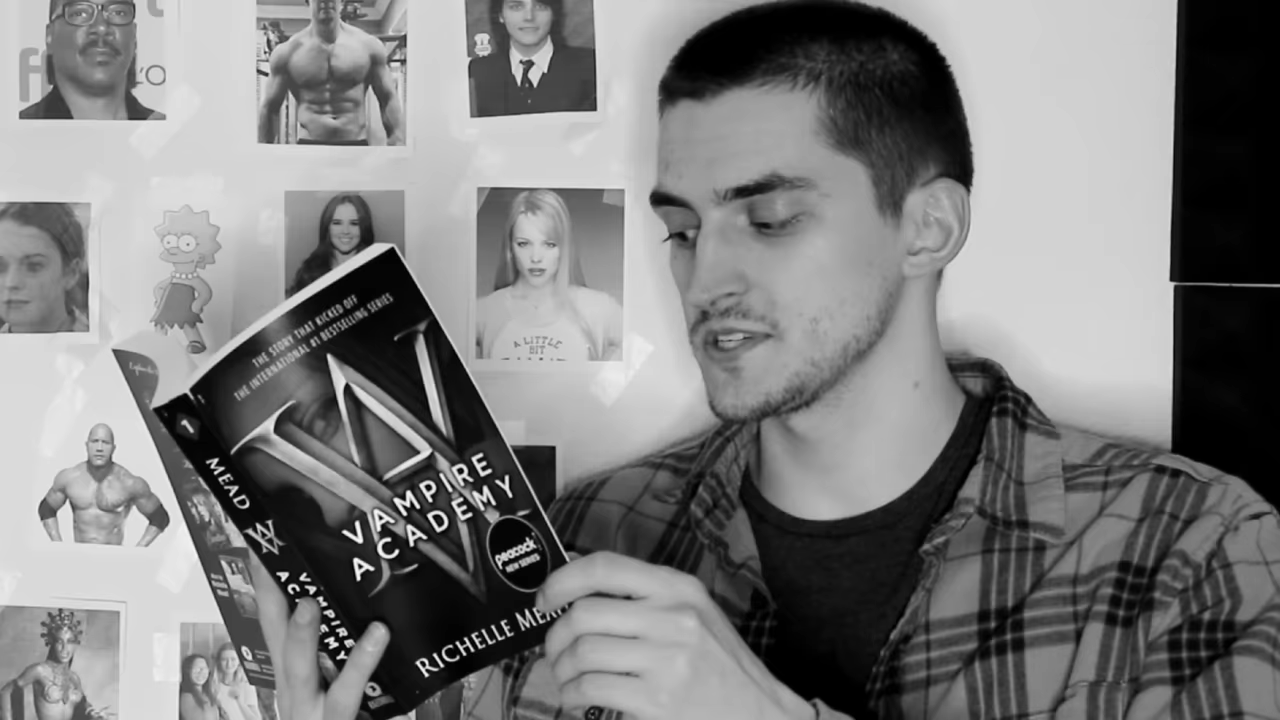 A LITTLE
BIT
THE STORY THAT KICKED OFF
THE INTERNATIONAL #1 BESTSELLING SERIES
VAMPIRE
ACADEMY
peacock
NEW SERIES
RICHELLE MEAD
1
MEAD
VA
VAMPIRE
ACADEMY